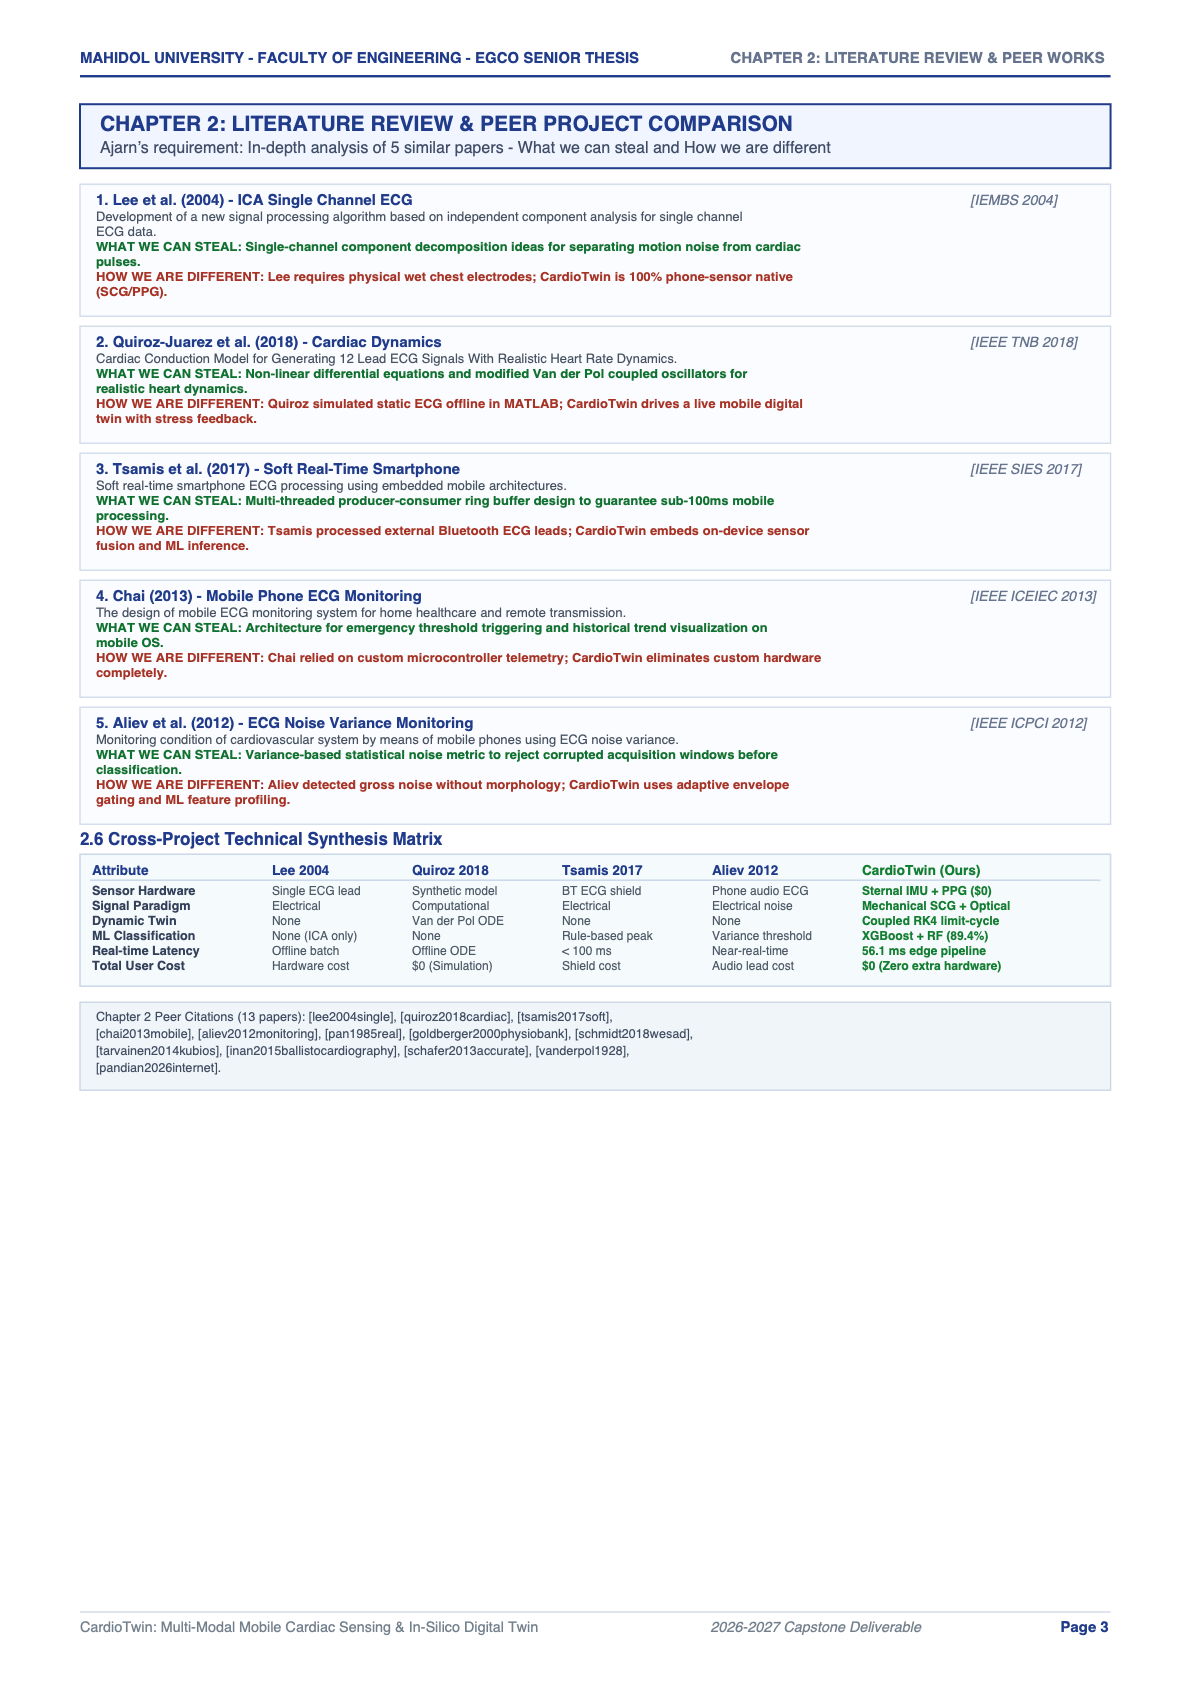 MAHIDOL UNIVERSITY - FACULTY OF ENGINEERING - EGCO SENIOR THESIS
CHAPTER 2: LITERATURE REVIEW & PEER WORKS
CHAPTER 2: LITERATURE REVIEW & PEER PROJECT COMPARISON
Ajarn's requirement: In-depth analysis of 5 similar papers - What we can steal and How we are different
1. Lee et al. (2004) - ICA Single Channel ECG
[IEMBS 2004]
Development of a new signal processing algorithm based on independent component analysis for single channel
ECG data.
WHAT WE CAN STEAL: Single-channel component decomposition ideas for separating motion noise from cardiac
pulses.
HOW WE ARE DIFFERENT: Lee requires physical wet chest electrodes; CardioTwin is 100% phone-sensor native
(SCG/PPG).
2. Quiroz-Juarez et al. (2018) - Cardiac Dynamics
[IEEE TNB 2018]
Cardiac Conduction Model for Generating 12 Lead ECG Signals With Realistic Heart Rate Dynamics.
WHAT WE CAN STEAL: Non-linear differential equations and modified Van der Pol coupled oscillators for
realistic heart dynamics.
HOW WE ARE DIFFERENT: Quiroz simulated static ECG offline in MATLAB; CardioTwin drives a live mobile digital
twin with stress feedback.
3. Tsamis et al. (2017) - Soft Real-Time Smartphone
[IEEE SIES 2017]
Soft real-time smartphone ECG processing using embedded mobile architectures.
WHAT WE CAN STEAL: Multi-threaded producer-consumer ring buffer design to guarantee sub-100ms mobile
processing.
HOW WE ARE DIFFERENT: Tsamis processed external Bluetooth ECG leads; CardioTwin embeds on-device sensor
fusion and ML inference.
4. Chai (2013) - Mobile Phone ECG Monitoring
[IEEE ICEIEC 2013]
The design of mobile ECG monitoring system for home healthcare and remote transmission.
WHAT WE CAN STEAL: Architecture for emergency threshold triggering and historical trend visualization on
mobile OS.
HOW WE ARE DIFFERENT: Chai relied on custom microcontroller telemetry; CardioTwin eliminates custom hardware
completely.
5. Aliev et al. (2012) - ECG Noise Variance Monitoring
[IEEE ICPCI 2012]
Monitoring condition of cardiovascular system by means of mobile phones using ECG noise variance.
WHAT WE CAN STEAL: Variance-based statistical noise metric to reject corrupted acquisition windows before
classification.
HOW WE ARE DIFFERENT: Aliev detected gross noise without morphology; CardioTwin uses adaptive envelope
gating and ML feature profiling.
2.6 Cross-Project Technical Synthesis Matrix
Attribute Lee 2004 Quiroz 2018 Tsamis 2017 Aliev 2012 CardioTwin (Ours)
Sensor Hardware Single ECG lead Synthetic model BT ECG shield Phone audio ECG Sternal IMU + PPG ($0)
Signal Paradigm Electrical Computational Electrical Electrical noise Mechanical SCG + Optical
Dynamic Twin None Van der Pol ODE None None Coupled RK4 limit-cycle
ML Classification None (ICA only) None Rule-based peak Variance threshold XGBoost + RF (89.4%)
Real-time Latency Offline batch Offline ODE < 100 ms Near-real-time 56.1 ms edge pipeline
Total User Cost Hardware cost $0 (Simulation) Shield cost Audio lead cost $0 (Zero extra hardware)
Chapter 2 Peer Citations (13 papers): [lee2004single], [quiroz2018cardiac], [tsamis2017soft],
[chai2013mobile], [aliev2012monitoring], [pan1985real], [goldberger2000physiobank], [schmidt2018wesad],
[tarvainen2014kubios], [inan2015ballistocardiography], [schafer2013accurate], [vanderpol1928],
[pandian2026internet].
CardioTwin: Multi-Modal Mobile Cardiac Sensing & In-Silico Digital Twin
2026-2027 Capstone Deliverable
Page 3